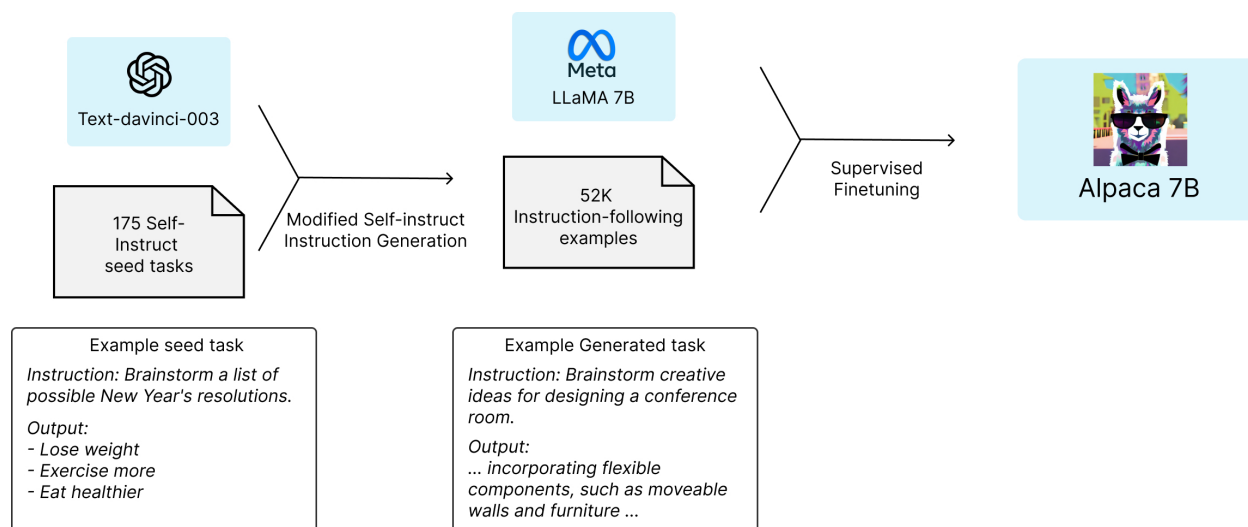 Text-davinci-003
175 Self-
Instruct
seed tasks
Modified Self-instruct
Instruction Generation
Meta
LLaMA 7B
52K
Instruction-following
examples
Supervised
Finetuning
Alpaca 7B
Example seed task
Instruction: Brainstorm a list of
possible New Year's resolutions.
Output:
- Lose weight
- Exercise more
- Eat healthier
Example Generated task
Instruction: Brainstorm creative
ideas for designing a conference
room.
Output:
... incorporating flexible
components, such as moveable
walls and furniture ...